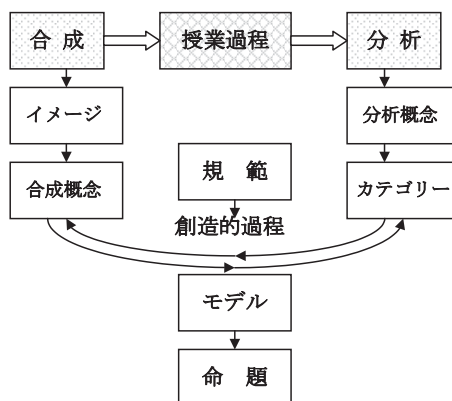 合 成
授業過程
分 析
イメージ
分析概念
合成概念
規 範
カテゴリー
創造的過程
モデル
命 題